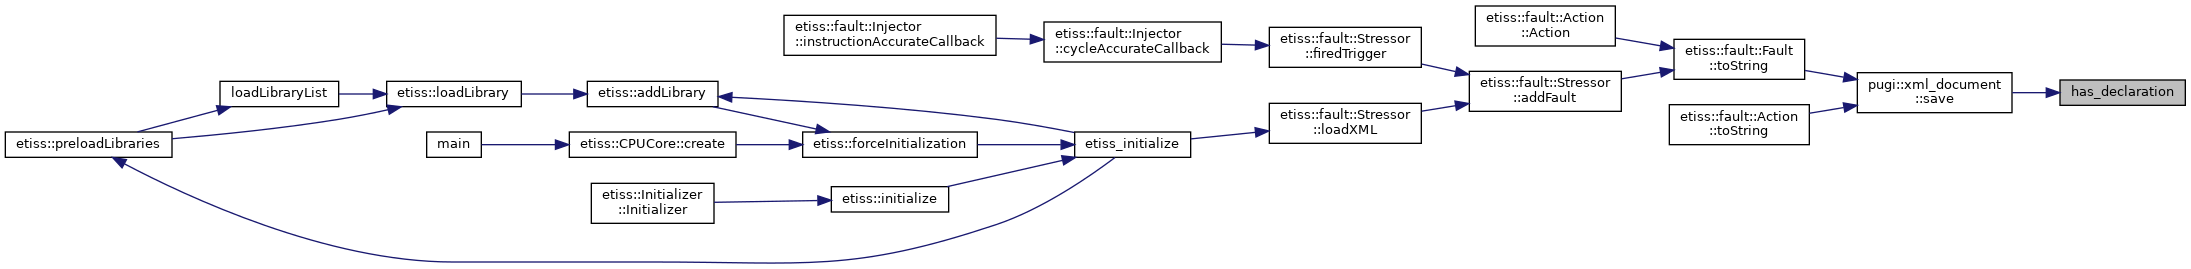 etiss::preloadLibraries
loadLibraryList
etiss::loadLibrary
main
etiss::addLibrary
etiss::CPUCore::create
etiss::Initializer
::Initializer
etiss::fault::Injector
::instructionAccurateCallback
etiss::forceInitialization
etiss::initialize
etiss::fault::Injector
::cycleAccurateCallback
etiss_initialize
etiss::fault::Stressor
::firedTrigger
etiss::fault::Stressor
::loadXML
etiss::fault::Action
::Action
etiss::fault::Stressor
::addFault
etiss::fault::Fault
::toString
etiss::fault::Action
::toString
pugi::xml_document
::save
has_declaration